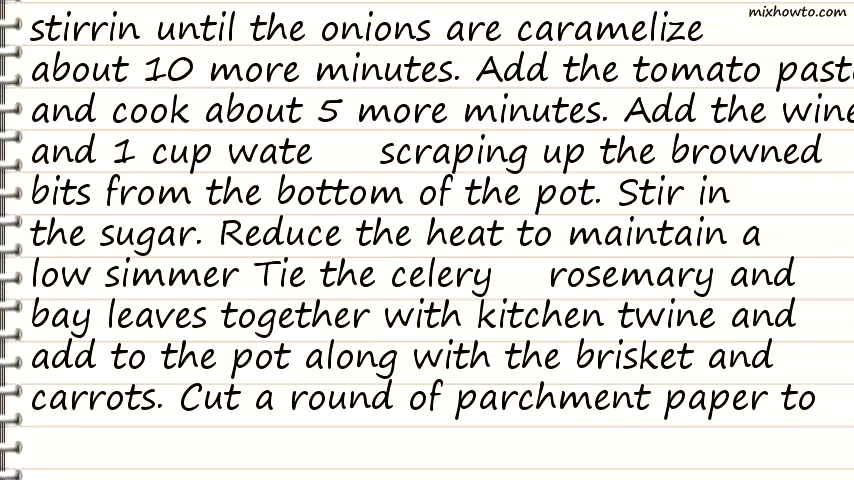 mixhowto.com
stirrin until the onions are caramelize
about 10 more minutes. Add the tomato past
and cook about 5 more minutes. Add the wine
and 1 cup wate scraping up the browned
bits from the bottom of the pot. Stir in
the sugar. Reduce the heat to maintain a
low simmer Tie the celery rosemary and
bay leaves together with kitchen twine and
add to the pot along with the brisket and
carrots. Cut a round of parchment paper to